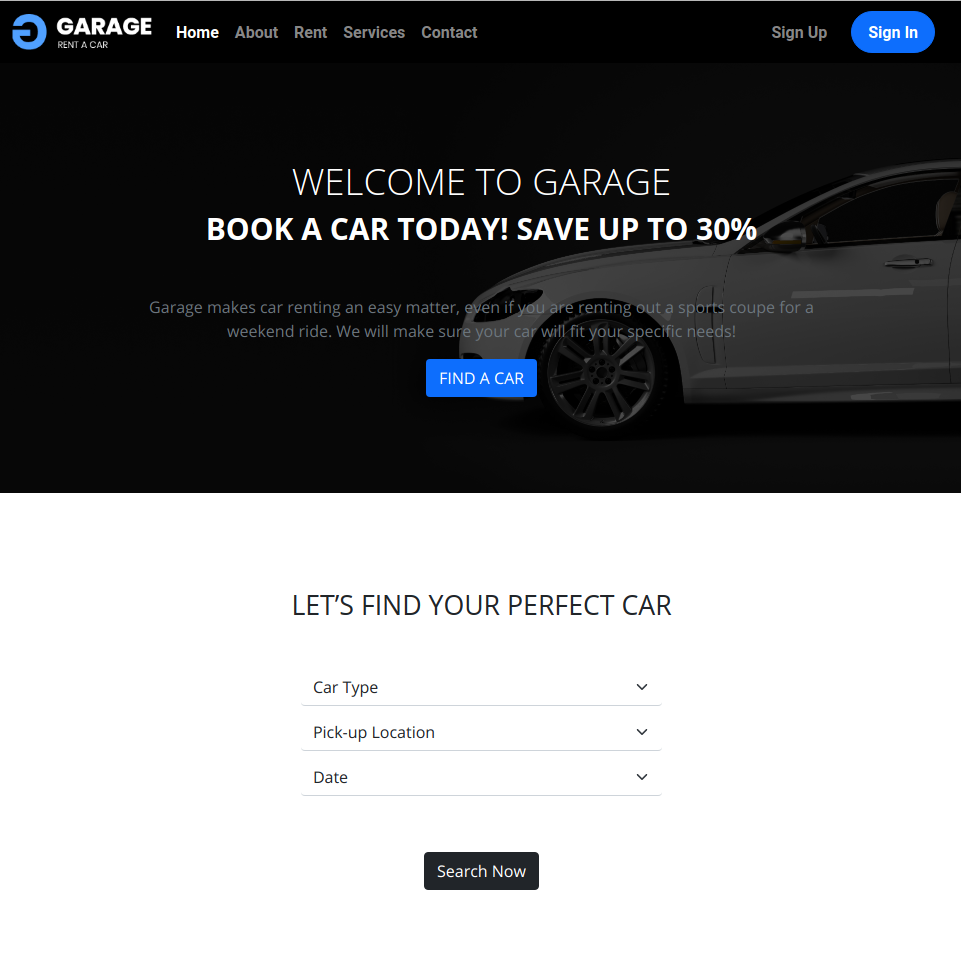 GARAGE
RENT A CAR
Home About Rent Services Contact Sign Up Sign In
WELCOME TO GARAGE
BOOK A CAR TODAY! SAVE UP TO 30%
Garage makes car renting an easy matter, even if you are renting out a sports coupe for a
weekend ride. We will make sure your car will fit your specific needs!
FIND A CAR
LET’S FIND YOUR PERFECT CAR
Car Type
Pick-up Location
Date
Search Now